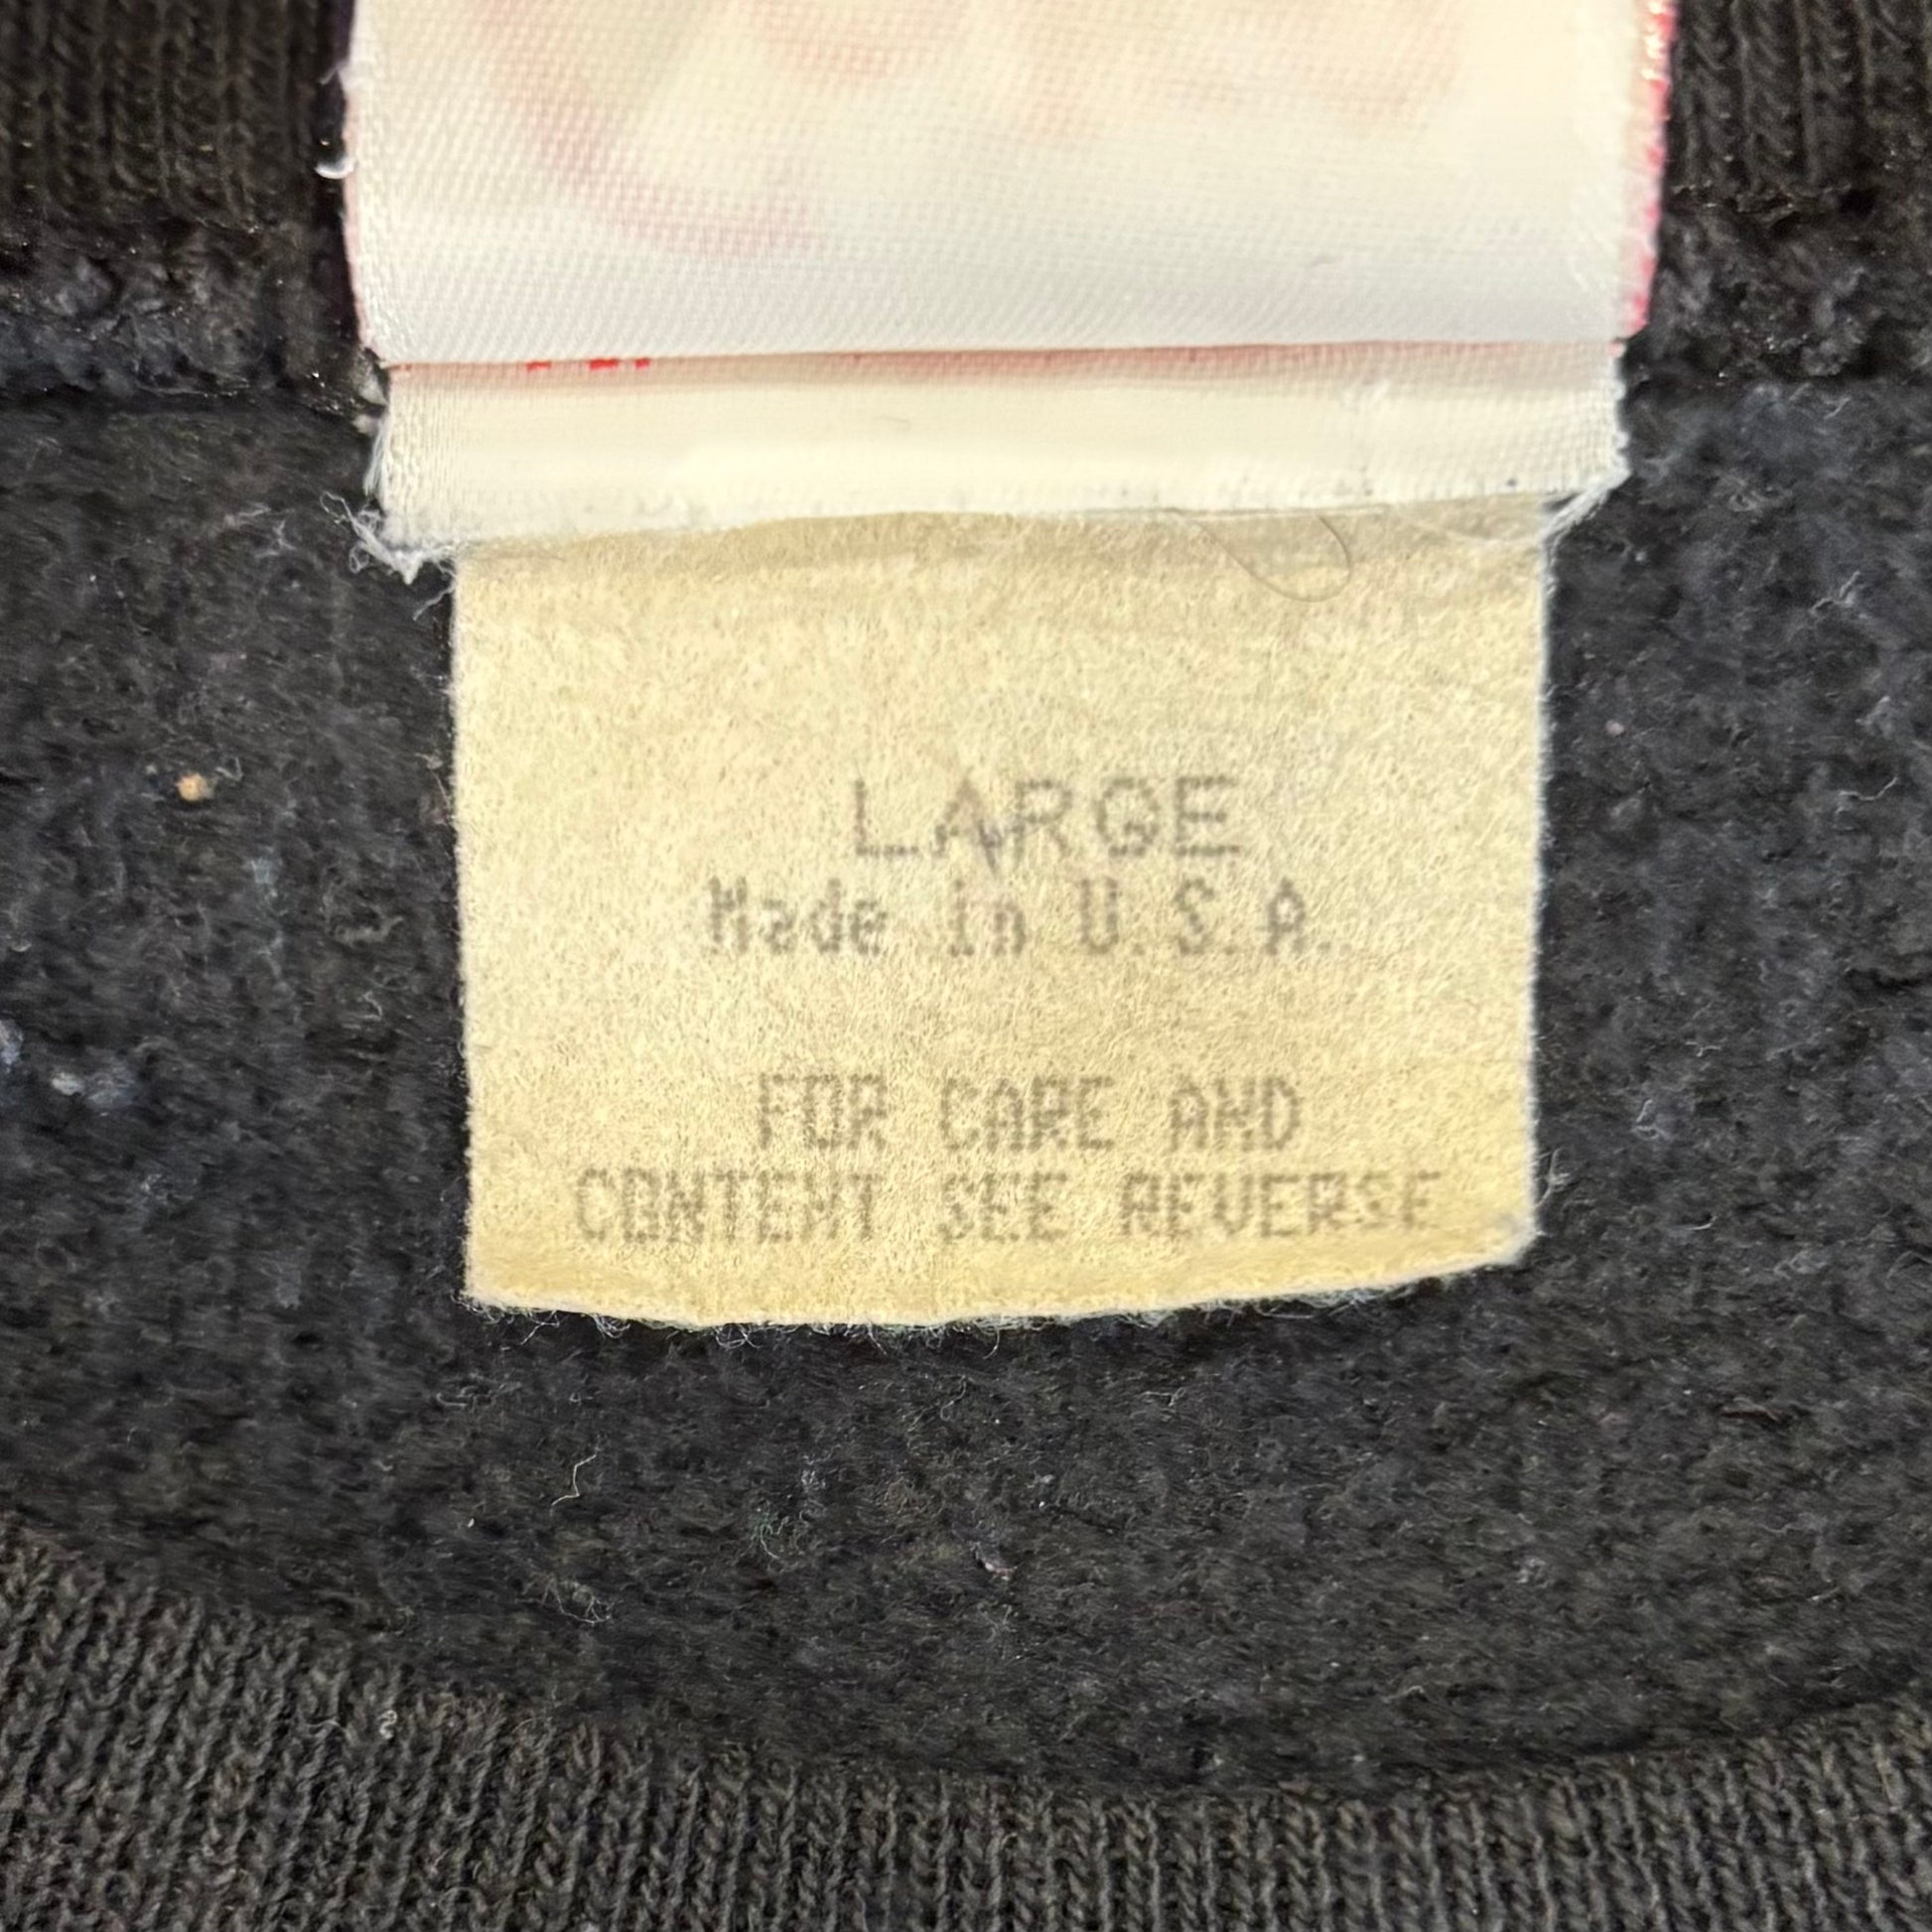 LARGE
Made in U.S.A.
FOR CARE AND
CONTENT SEE REVERSE